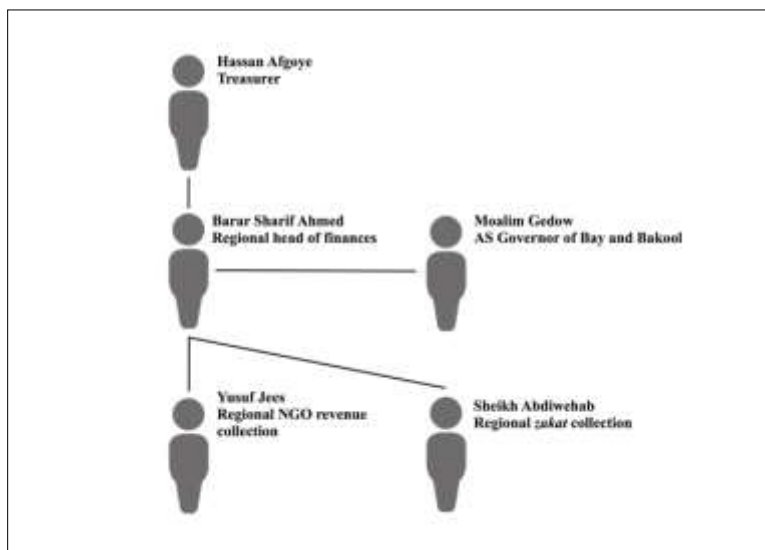 Hassan Afgoye
Treasurer
Barar Sharif Ahmed
Regional head of finances
Moalim Gedow
AS Governor of Bay and Bakool
Yusuf Jees
Regional NGO revenue
collection
Sheikh Abdiwehab
Regional zakat collection